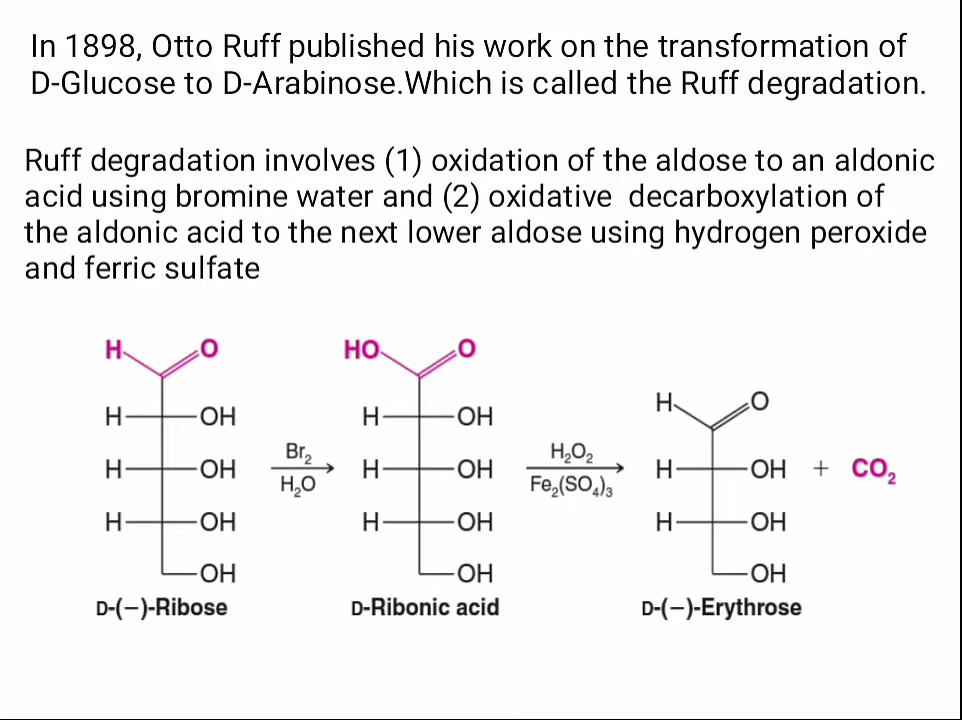 In 1898, Otto Ruff published his work on the transformation of
D-Glucose to D-Arabinose.Which is called the Ruff degradation.
Ruff degradation involves (1) oxidation of the aldose to an aldonic
acid using bromine water and (2) oxidative decarboxylation of
the aldonic acid to the next lower aldose using hydrogen peroxide
and ferric sulfate
H O
H OH
H OH
H OH
OH
D-(−)-Ribose
Br₂
H₂O
HO O
H OH
H OH
H OH
OH
D-Ribonic acid
H₂O₂
Fe₂(SO₄)₃
H O
H OH
H OH
OH
D-(−)-Erythrose
+ CO₂